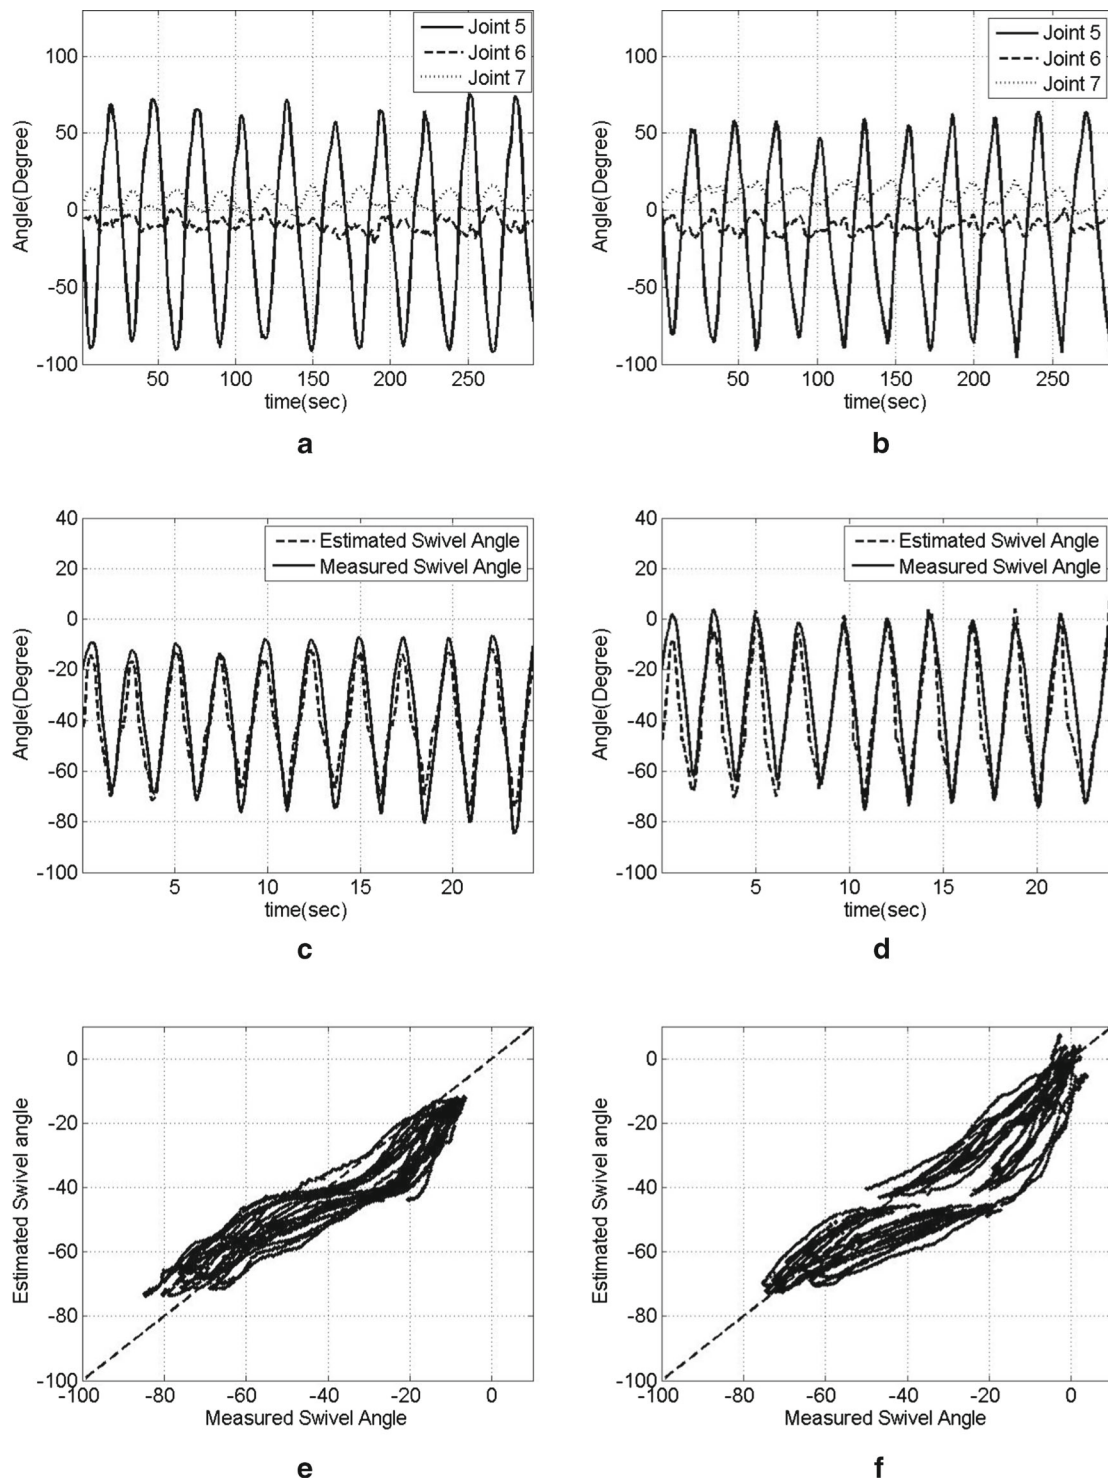 Joint 5
Joint 6
Joint 7
100
50
0
-50
-100
Angle(Degree)
50
100
150
200
250
time(sec)
a
Joint 5
Joint 6
Joint 7
100
50
0
-50
-100
Angle(Degree)
50
100
150
200
250
time(sec)
b
Estimated Swivel Angle
Measured Swivel Angle
40
20
0
-20
-40
-60
-80
-100
Angle(Degree)
5
10
15
20
time(sec)
c
Estimated Swivel Angle
Measured Swivel Angle
40
20
0
-20
-40
-60
-80
-100
Angle(Degree)
5
10
15
20
time(sec)
d
0
-20
-40
-60
-80
-100
Estimated Swivel angle
-100
-80
-60
-40
-20
0
Measured Swivel Angle
e
0
-20
-40
-60
-80
-100
Estimated Swivel angle
-100
-80
-60
-40
-20
0
Measured Swivel Angle
f